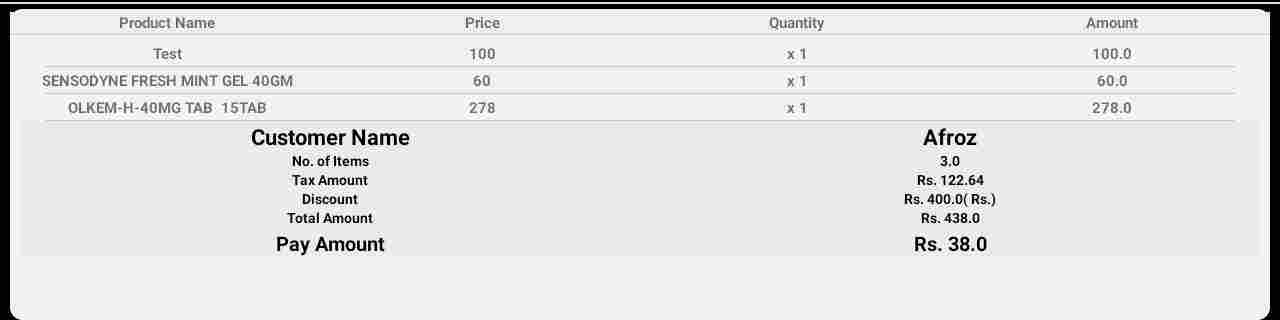 Product Name Price Quantity Amount
Test 100 x 1 100.0
SENSODYNE FRESH MINT GEL 40GM 60 x 1 60.0
OLKEM-H-40MG TAB  15TAB 278 x 1 278.0
Customer Name Afroz
No. of Items 3.0
Tax Amount Rs. 122.64
Discount Rs. 400.0( Rs.)
Total Amount Rs. 438.0
Pay Amount Rs. 38.0